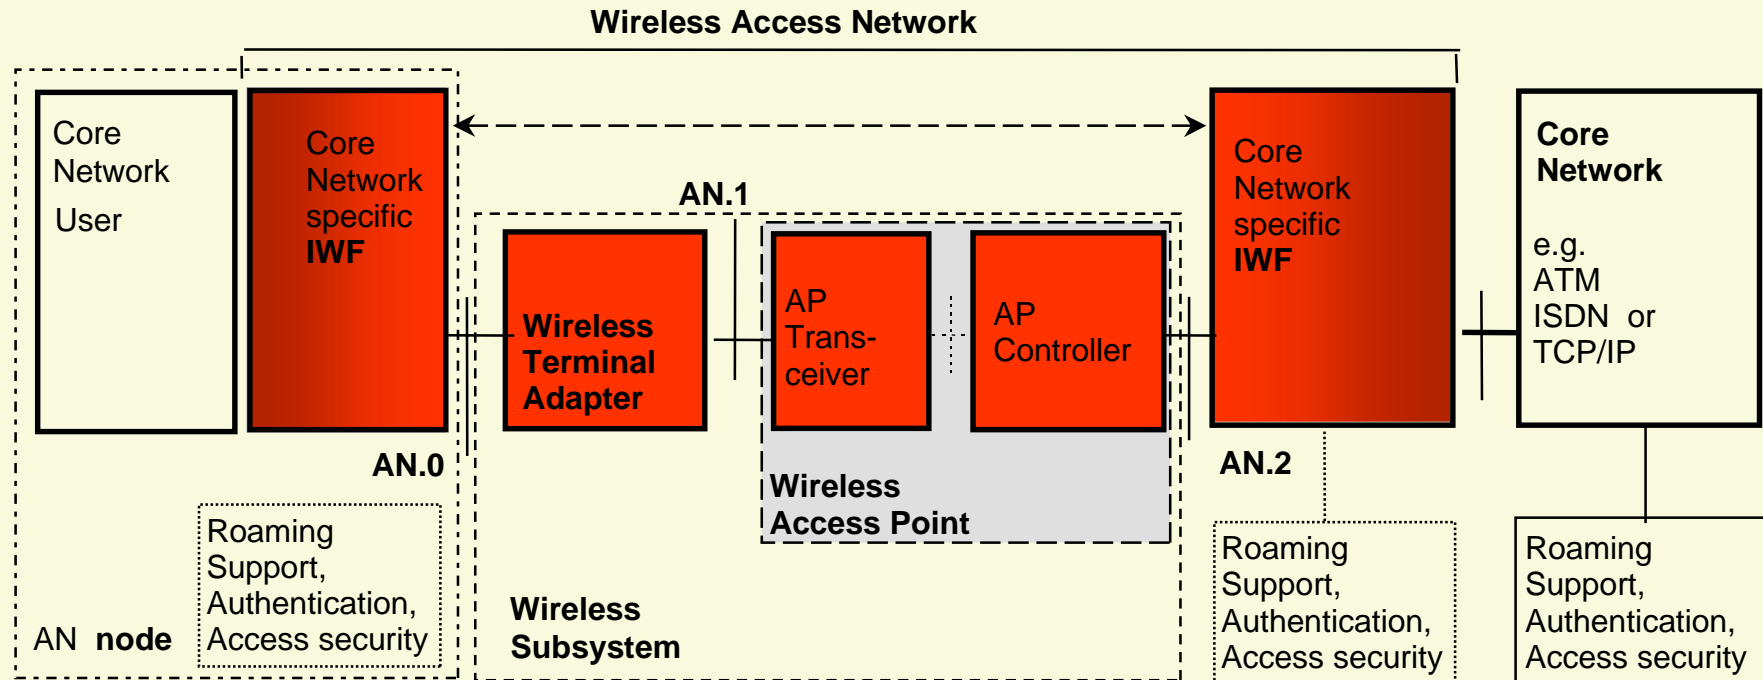 Wireless Access Network
Core
Network
User
Core
Network
specific
IWF
AN.0
Roaming
Support,
Authentication,
Access security
AN node
AN.1
Wireless
Terminal
Adapter
AP
Trans-
ceiver
AP
Controller
Wireless
Access Point
Wireless
Subsystem
Core
Network
specific
IWF
AN.2
Roaming
Support,
Authentication,
Access security
Core
Network
e.g.
ATM
ISDN or
TCP/IP
Roaming
Support,
Authentication,
Access security